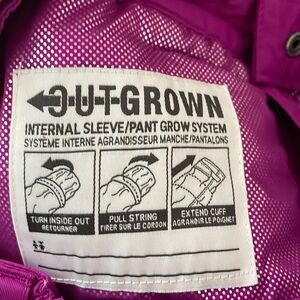 OUTGROWN
INTERNAL SLEEVE/PANT GROW SYSTEM
SYSTÈME INTERNE AGRANDISSEUR MANCHE/PANTALONS
TURN INSIDE OUT
RETOURNER
PULL STRING
TIRER SUR LE CORDON
EXTEND CUFF
AGRANDIR LE POIGNET